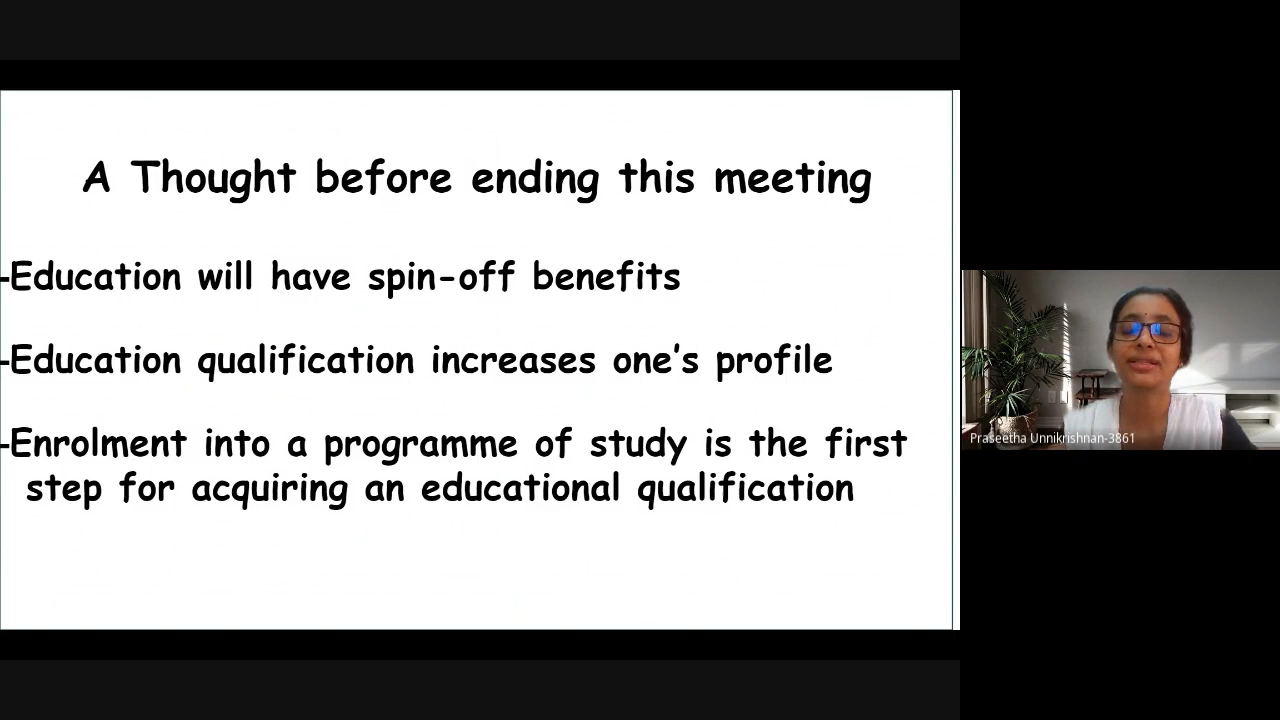 A Thought before ending this meeting
-Education will have spin-off benefits
-Education qualification increases one’s profile
-Enrolment into a programme of study is the first
step for acquiring an educational qualification
Praseetha Unnikrishnan-3861